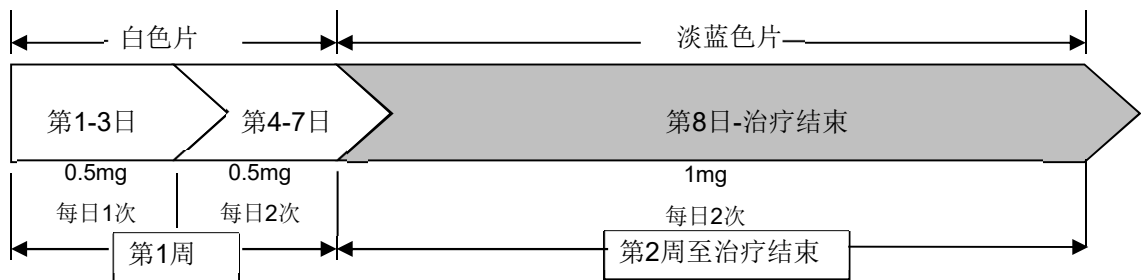 白色片 淡蓝色片
第1-3日 第4-7日 第8日-治疗结束
0.5mg 0.5mg 1mg
每日1次 每日2次 每日2次
第1周 第2周至治疗结束